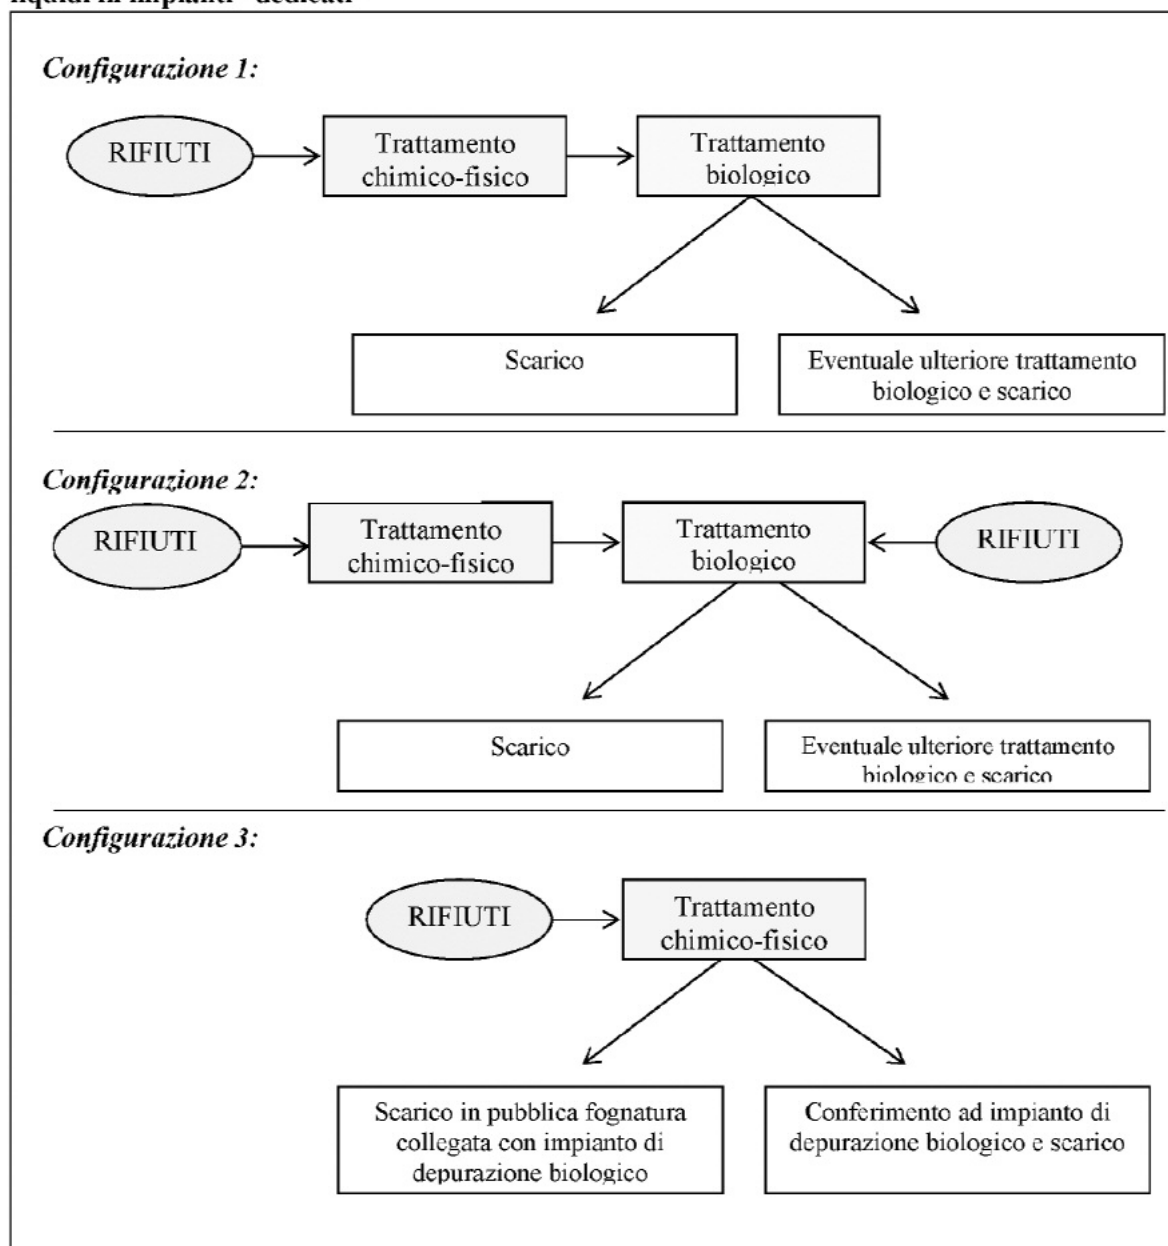 liquidi in impianti "dedicati"
Configurazione 1:
RIFIUTI
Trattamento
chimico-fisico
Trattamento
biologico
Scarico
Eventuale ulteriore trattamento
biologico e scarico
Configurazione 2:
RIFIUTI
Trattamento
chimico-fisico
Trattamento
biologico
RIFIUTI
Scarico
Eventuale ulteriore trattamento
biologico e scarico
Configurazione 3:
RIFIUTI
Trattamento
chimico-fisico
Scarico in pubblica fognatura
collegata con impianto di
depurazione biologico
Conferimento ad impianto di
depurazione biologico e scarico